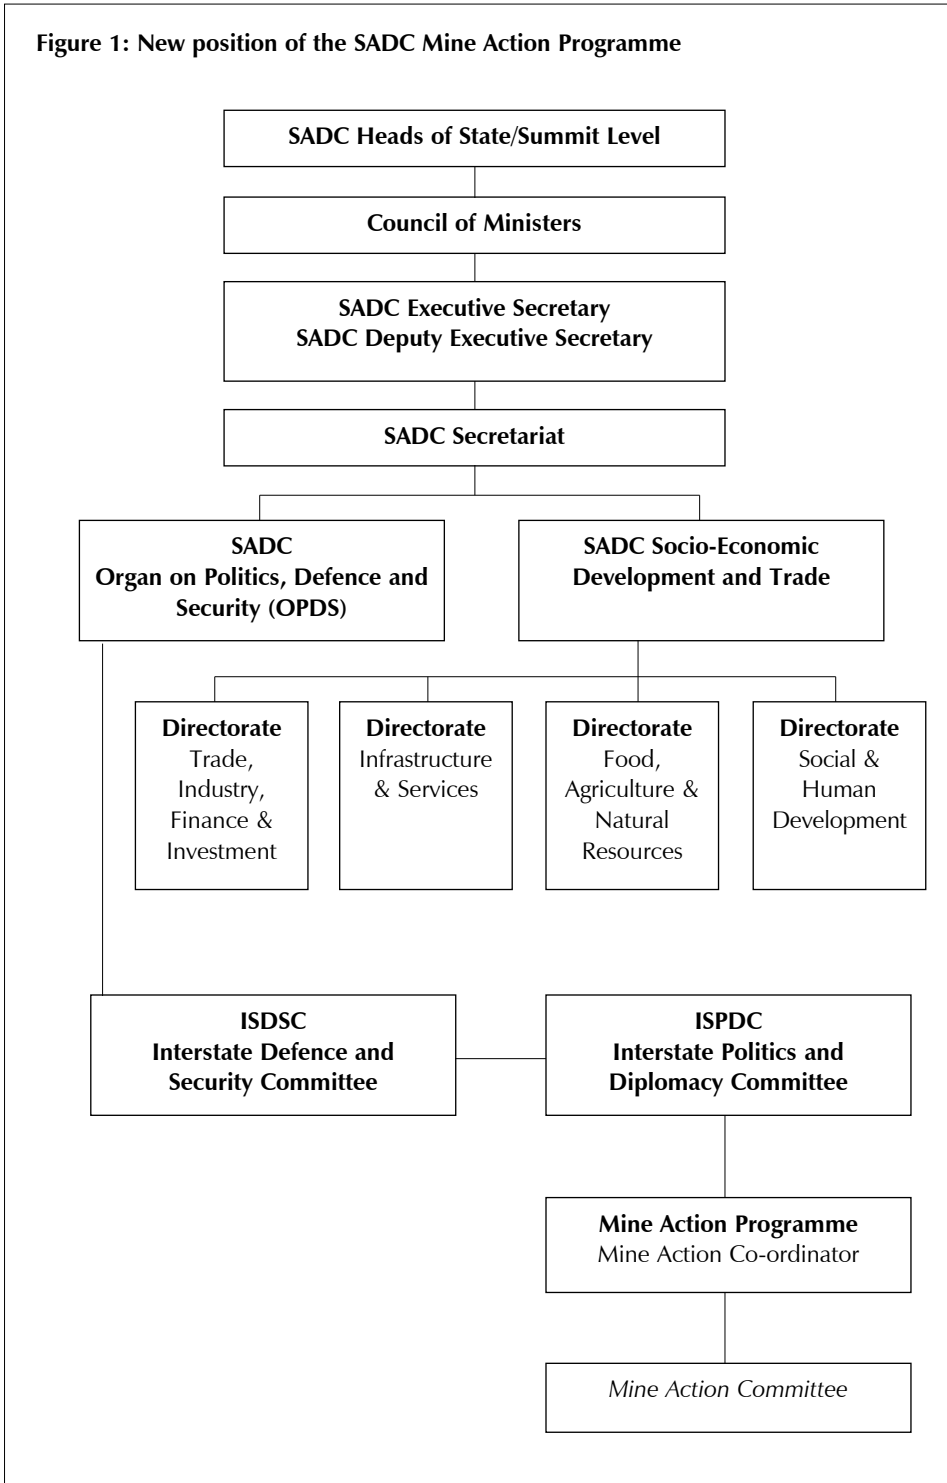 Figure 1: New position of the SADC Mine Action Programme
SADC Heads of State/Summit Level
Council of Ministers
SADC Executive Secretary
SADC Deputy Executive Secretary
SADC Secretariat
SADC
Organ on Politics, Defence and
Security (OPDS)
SADC Socio-Economic
Development and Trade
Directorate
Trade,
Industry,
Finance &
Investment
Directorate
Infrastructure
& Services
Directorate
Food,
Agriculture &
Natural
Resources
Directorate
Social &
Human
Development
ISDSC
Interstate Defence and
Security Committee
ISPDC
Interstate Politics and
Diplomacy Committee
Mine Action Programme
Mine Action Co-ordinator
Mine Action Committee